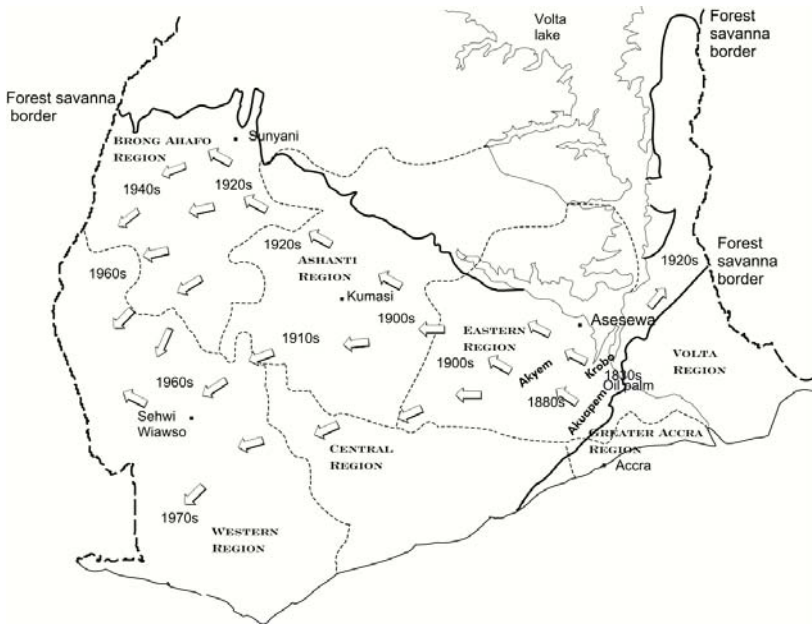 Volta
lake
Forest
savanna
border
Forest savanna
border
Sunyani
BRONG AHAFO
REGION
1940s
1920s
1920s
ASHANTI
REGION
Forest
savanna
border
1920s
1960s
Kumasi
1910s
1900s
EASTERN
REGION
Asesewa
1900s
Akyem
Krobo
1830s
Oil palm
VOLTA
REGION
1880s
Akuapem
1960s
Sehwi
Wiawso
CENTRAL
REGION
GREATER ACCRA
REGION
Accra
1970s
WESTERN
REGION